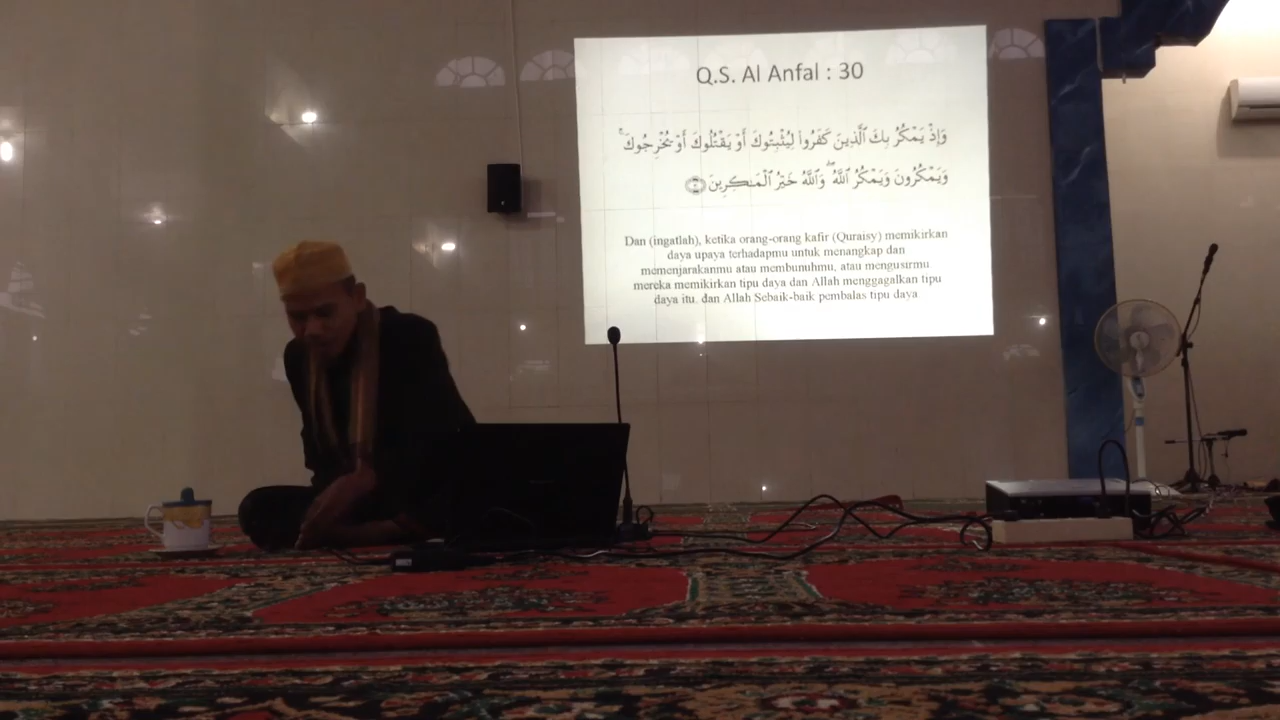 Q.S. Al Anfal : 30
وَإِذْ يَمْكُرُ بِكَ ٱلَّذِينَ كَفَرُوا۟ لِيُثْبِتُوكَ أَوْ يَقْتُلُوكَ أَوْ يُخْرِجُوكَ ۚ
وَيَمْكُرُونَ وَيَمْكُرُ ٱللَّهُ ۖ وَٱللَّهُ خَيْرُ ٱلْمَـٰكِرِينَ ۝٣٠
Dan (ingatlah), ketika orang-orang kafir (Quraisy) memikirkan
daya upaya terhadapmu untuk menangkap dan
memenjarakanmu atau membunuhmu, atau mengusirmu
mereka memikirkan tipu daya dan Allah menggagalkan tipu
daya itu. dan Allah Sebaik-baik pembalas tipu daya.